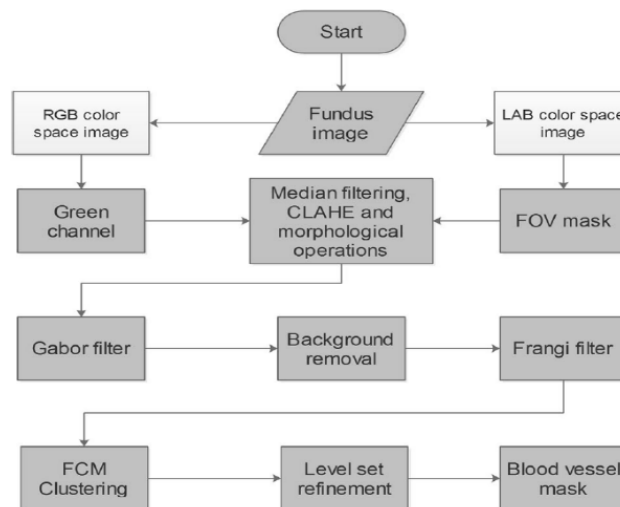 Start
RGB color
space image
Fundus
image
LAB color space
image
Green
channel
Median filtering,
CLAHE and
morphological
operations
FOV mask
Gabor filter
Background
removal
Frangi filter
FCM
Clustering
Level set
refinement
Blood vessel
mask